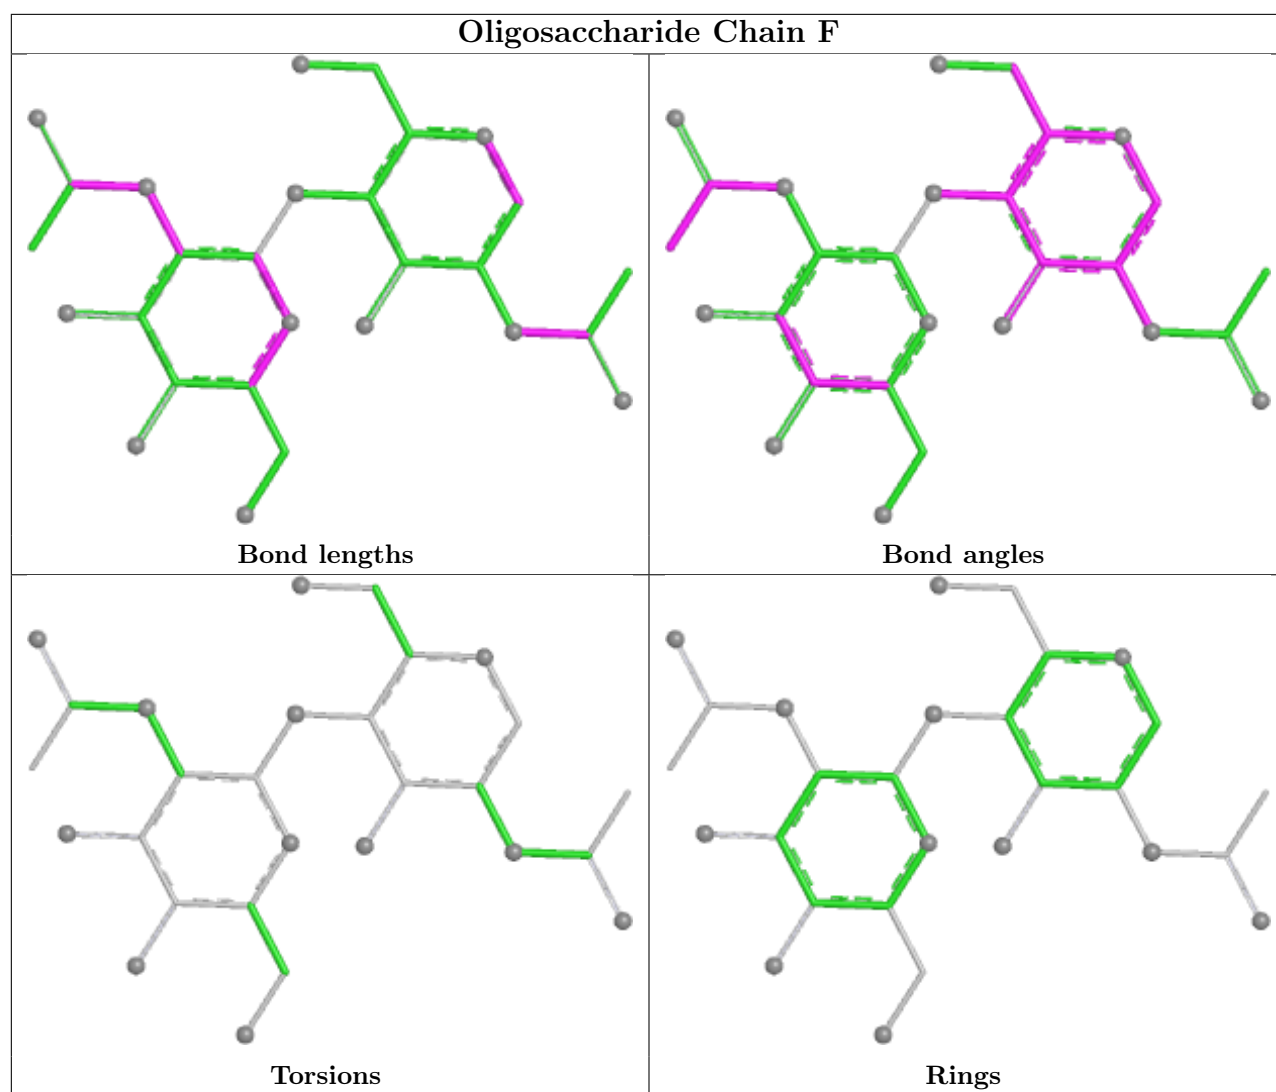 Oligosaccharide Chain F
Bond lengths
Bond angles
Torsions
Rings